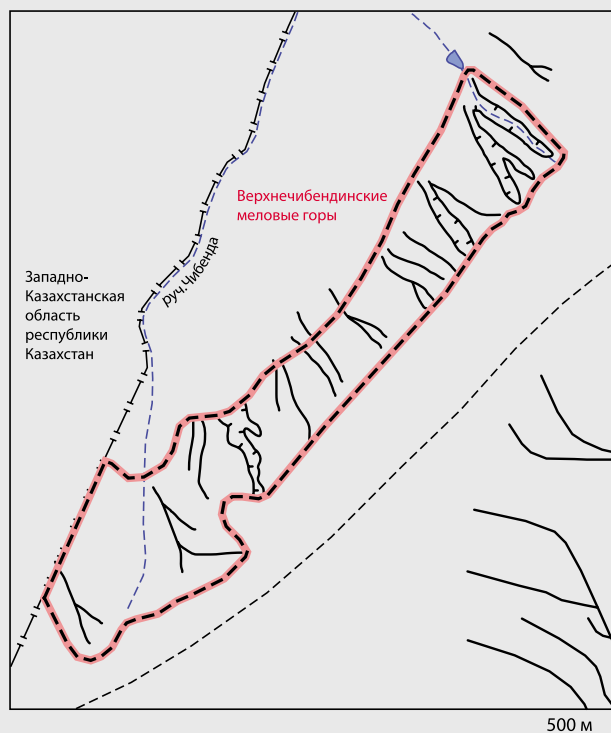 Верхнечибендинские
меловые горы
руч.Чибенда
Западно-
Казахстанская
область
республики
Казахстан
500 м